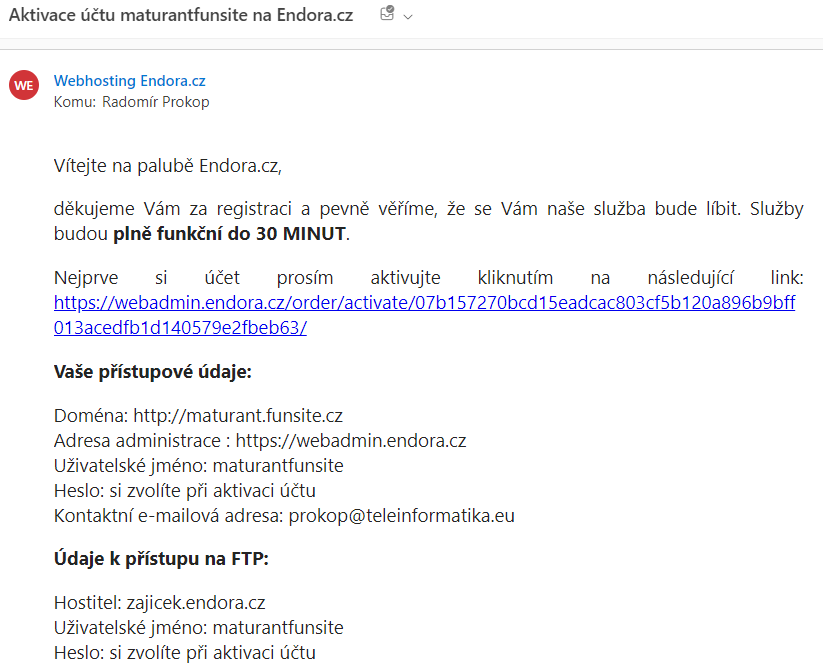 Aktivace účtu maturantfunsite na Endora.cz
WE
Webhosting Endora.cz
Komu: Radomír Prokop
Vítejte na palubě Endora.cz,
děkujeme Vám za registraci a pevně věříme, že se Vám naše služba bude líbit. Služby
budou plně funkční do 30 MINUT.
Nejprve si účet prosím aktivujte kliknutím na následující link:
https://webadmin.endora.cz/order/activate/07b157270bcd15eadcac803cf5b120a896b9bff
013acedfb1d140579e2fbeb63/
Vaše přístupové údaje:
Doména: http://maturant.funsite.cz
Adresa administrace : https://webadmin.endora.cz
Uživatelské jméno: maturantfunsite
Heslo: si zvolíte při aktivaci účtu
Kontaktní e-mailová adresa: prokop@teleinformatika.eu
Údaje k přístupu na FTP:
Hostitel: zajicek.endora.cz
Uživatelské jméno: maturantfunsite
Heslo: si zvolíte při aktivaci účtu